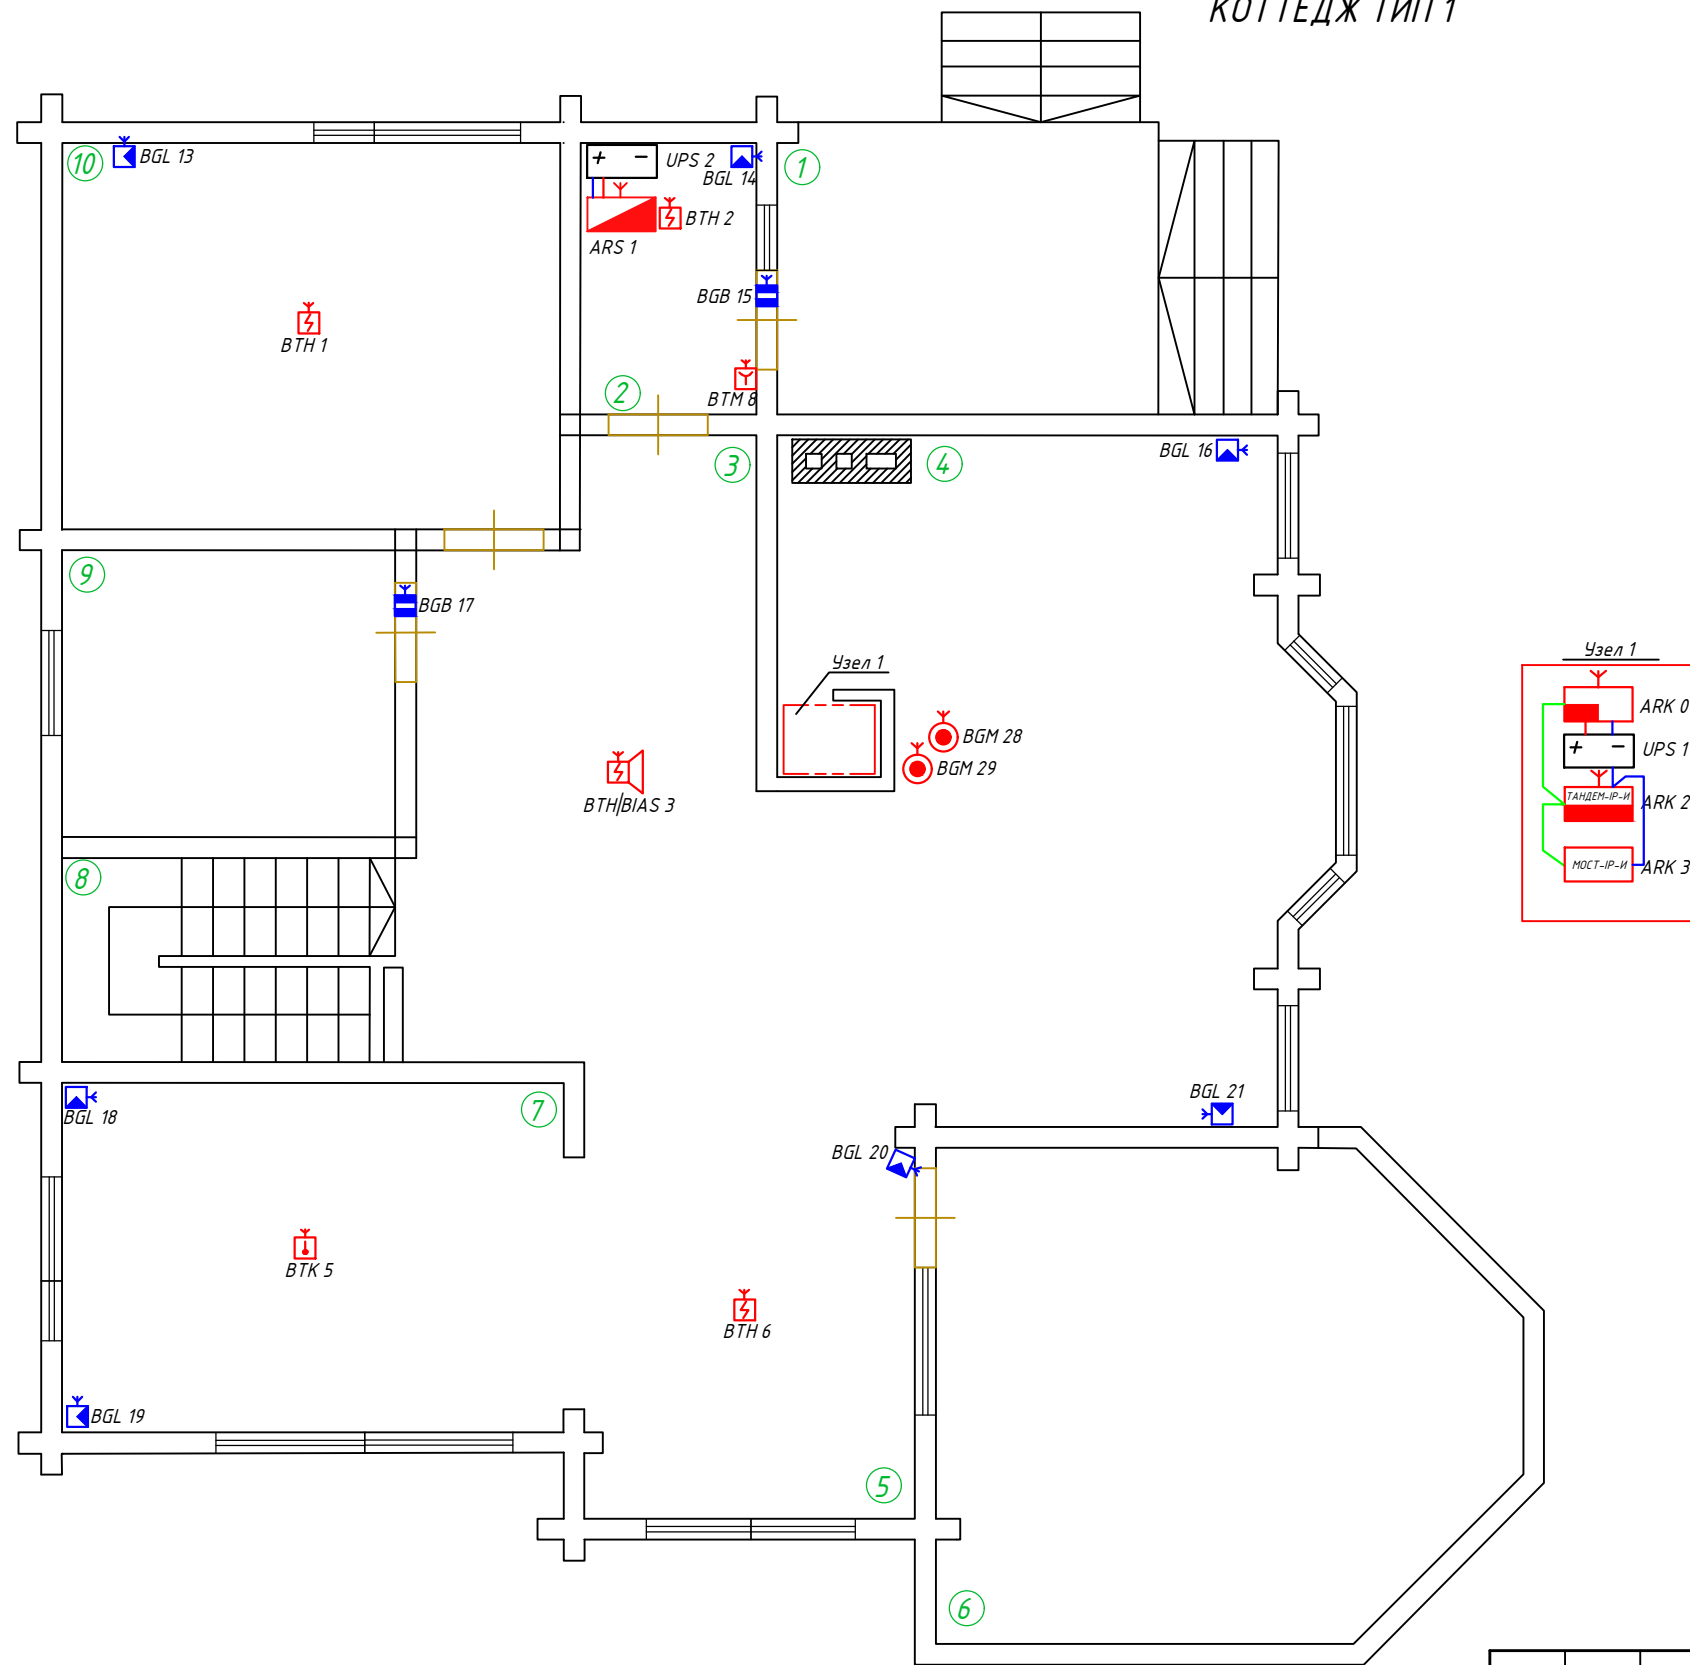 КОТТЕДЖ ТИП 1
10
BGL 13
+ −
UPS 2
BGL 14
1
BTH 2
ARS 1
BGB 15
BTH 1
BTM 8
2
3
4
BGL 16
9
BGB 17
Узел 1
Узел 1
ARK 0
BGM 28
+ −
UPS 1
BGM 29
ТАНДЕМ-IP-И
ARK 2
BTH/BIAS 3
МОСТ-IP-И
ARK 3
8
BGL 18
7
BGL 21
BGL 20
BTK 5
BTH 6
BGL 19
5
6